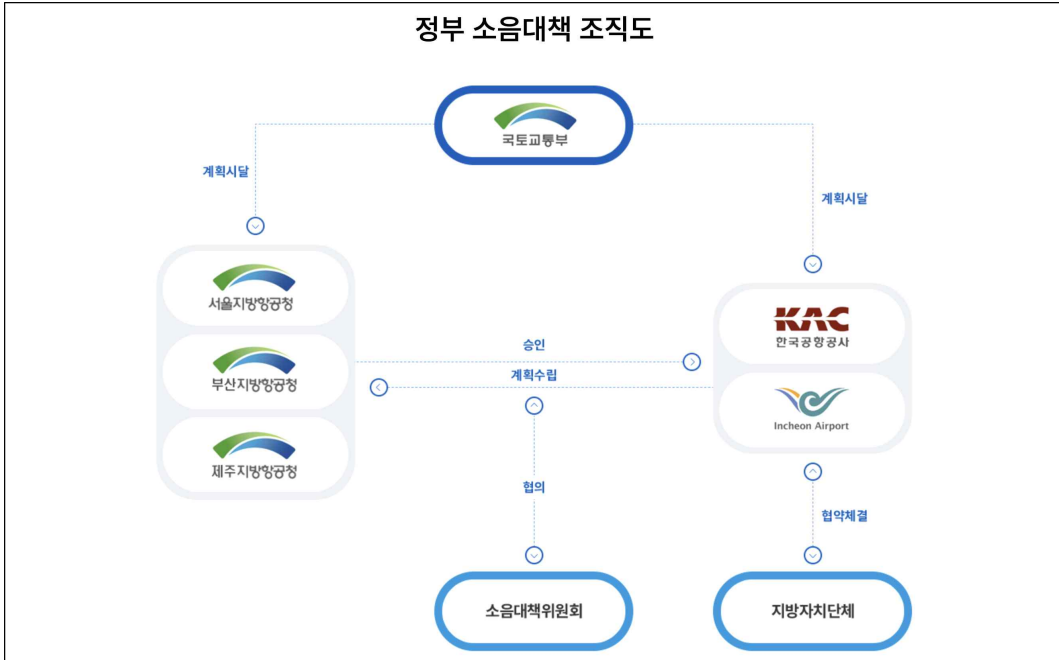 정부 소음대책 조직도
국토교통부
계획시달
계획시달
서울지방항공청
부산지방항공청
제주지방항공청
승인
계획수립
KAC
한국공항공사
Incheon Airport
협의
협약체결
소음대책위원회
지방자치단체